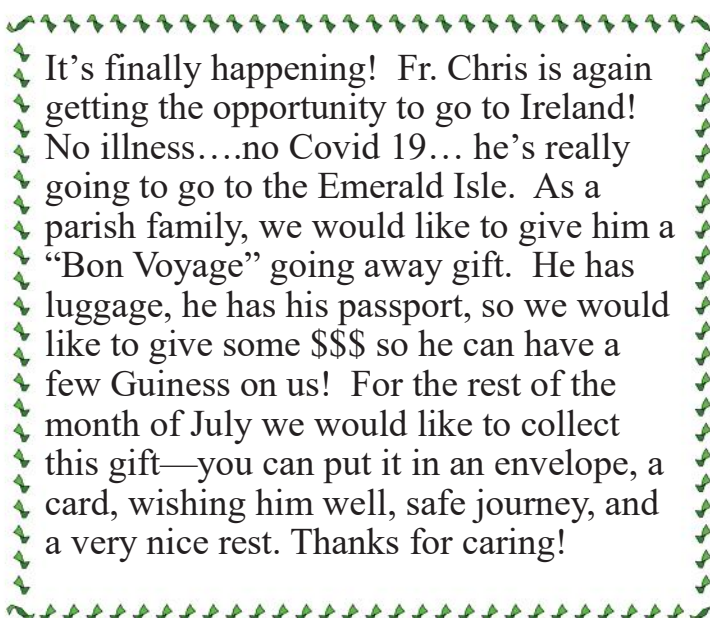 It’s finally happening!  Fr. Chris is again
getting the opportunity to go to Ireland!
No illness….no Covid 19… he’s really
going to go to the Emerald Isle.  As a
parish family, we would like to give him a
“Bon Voyage” going away gift.  He has
luggage, he has his passport, so we would
like to give some $$$ so he can have a
few Guiness on us!  For the rest of the
month of July we would like to collect
this gift—you can put it in an envelope, a
card, wishing him well, safe journey, and
a very nice rest. Thanks for caring!